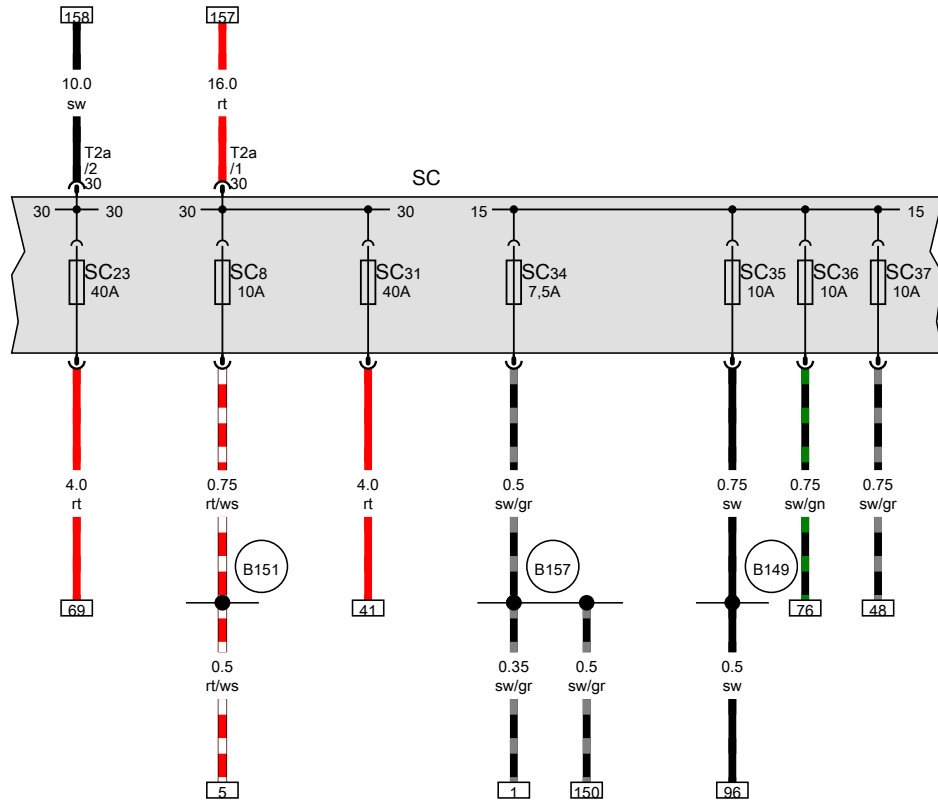 158
157
10.0
sw
16.0
rt
T2a
/2
30
T2a
/1
30
SC
30
30
30
30
15
15
SC23
40A
SC8
10A
SC31
40A
SC34
7,5A
SC35
10A
SC36
10A
SC37
10A
4.0
rt
0.75
rt/ws
4.0
rt
0.5
sw/gr
0.75
sw
0.75
sw/gn
0.75
sw/gr
B151
B157
B149
69
41
76
48
0.5
rt/ws
0.35
sw/gr
0.5
sw/gr
0.5
sw
5
1
150
96